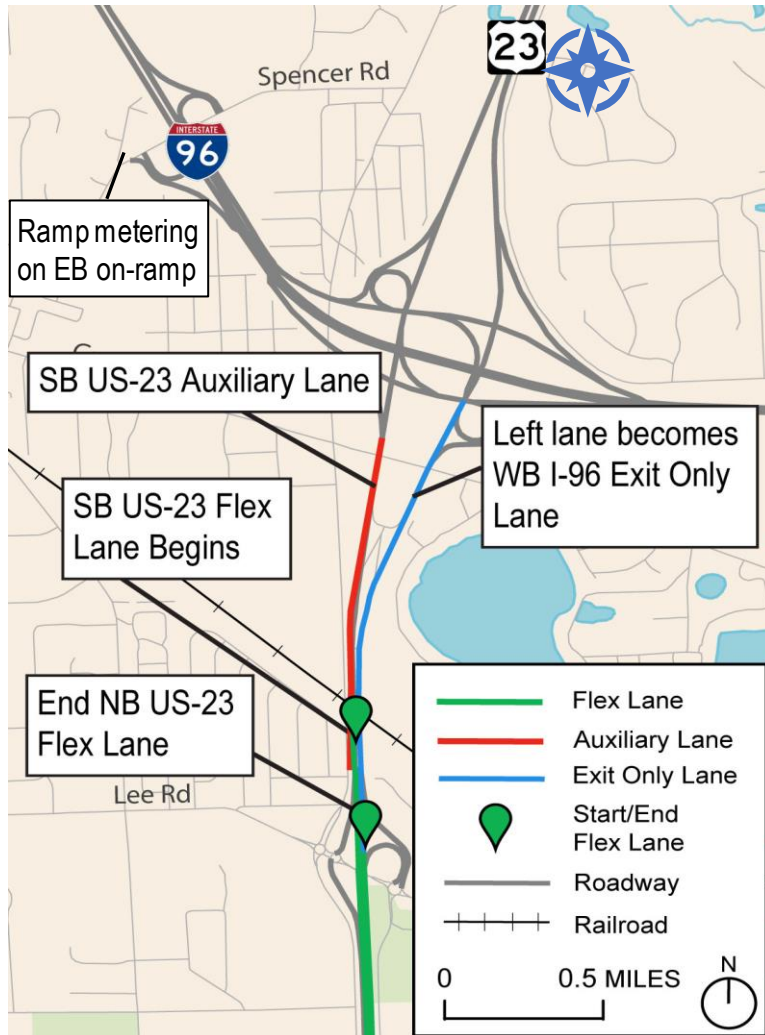 23
Spencer Rd
INTERSTATE
96
Ramp metering
on EB on-ramp
SB US-23 Auxiliary Lane
Left lane becomes
WB I-96 Exit Only
Lane
SB US-23 Flex
Lane Begins
End NB US-23
Flex Lane
Lee Rd
Flex Lane
Auxiliary Lane
Exit Only Lane
Start/End
Flex Lane
Roadway
Railroad
0 0.5 MILES
N